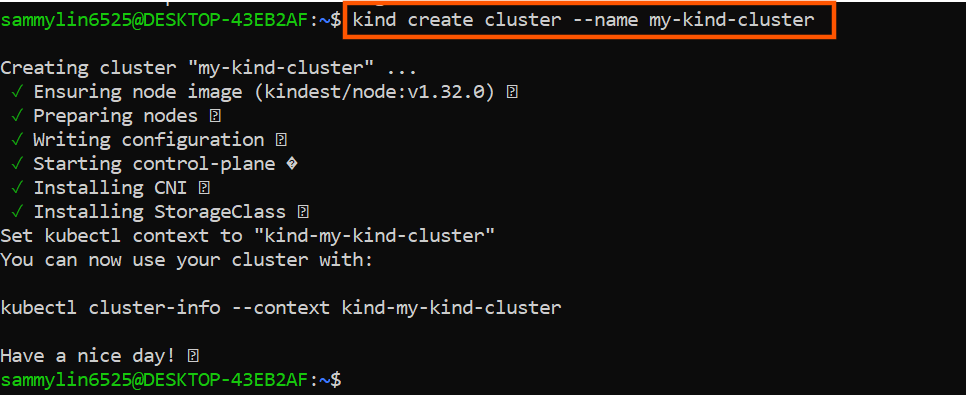 sammylin6525@DESKTOP-43EB2AF:~$ kind create cluster --name my-kind-cluster
Creating cluster "my-kind-cluster" ...
✓ Ensuring node image (kindest/node:v1.32.0)
✓ Preparing nodes
✓ Writing configuration
✓ Starting control-plane �
✓ Installing CNI
✓ Installing StorageClass
Set kubectl context to "kind-my-kind-cluster"
You can now use your cluster with:
kubectl cluster-info --context kind-my-kind-cluster
Have a nice day!
sammylin6525@DESKTOP-43EB2AF:~$